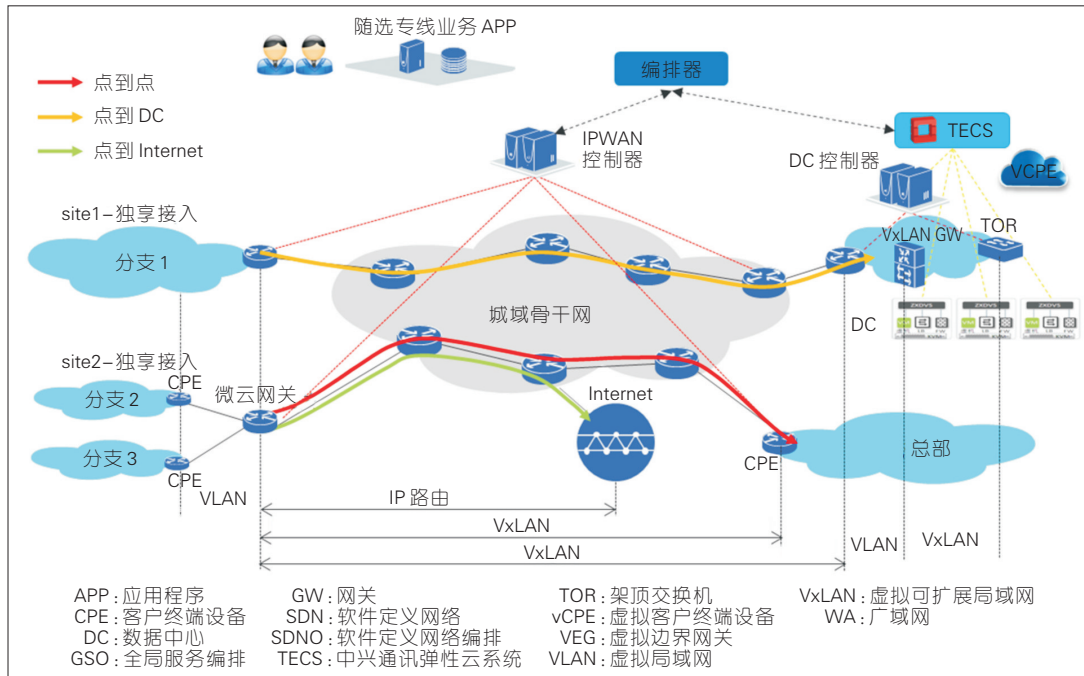 随选专线业务 APP
点到点
点到 DC
点到 Internet
编排器
IPWAN
控制器
TECS
DC 控制器
VCPE
site1-独享接入
分支 1
VxLAN GW
TOR
城域骨干网
DC
ZXDVS
ZXDVS
ZXDVS
site2-独享接入
CPE
分支 2
微云网关
Internet
分支 3
CPE
CPE
总部
VLAN
IP 路由
VxLAN
VxLAN
VLAN
VxLAN
APP：应用程序
CPE：客户终端设备
DC：数据中心
GSO：全局服务编排
GW：网关
SDN：软件定义网络
SDNO：软件定义网络编排
TECS：中兴通讯弹性云系统
TOR：架顶交换机
vCPE：虚拟客户终端设备
VEG：虚拟边界网关
VLAN：虚拟局域网
VxLAN：虚拟可扩展局域网
WA：广域网